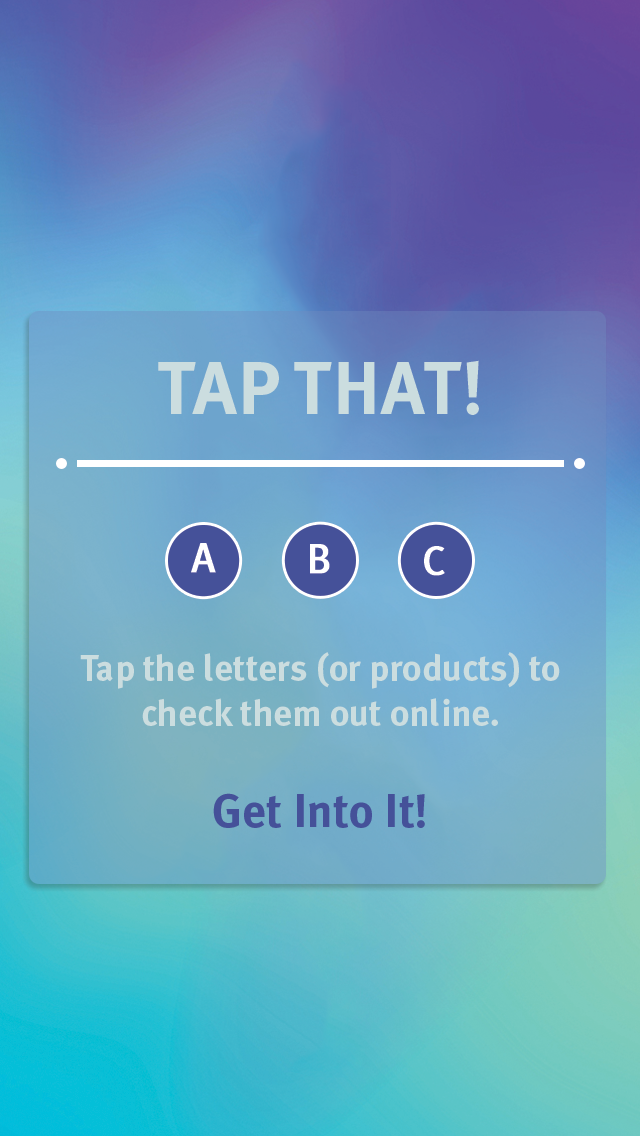 TAP THAT!
A B C
Tap the letters (or products) to
check them out online.
Get Into It!